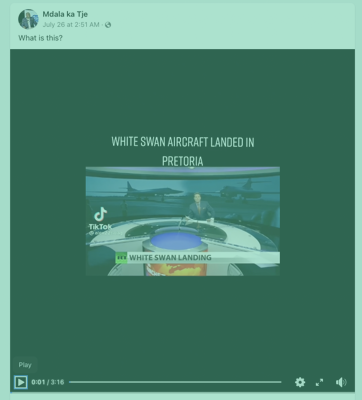 Mdala ka Tje
July 26 at 2:51 AM ·
What is this?
WHITE SWAN AIRCRAFT LANDED IN
PRETORIA
TikTok
WHITE SWAN LANDING
Play
0:01 / 3:16